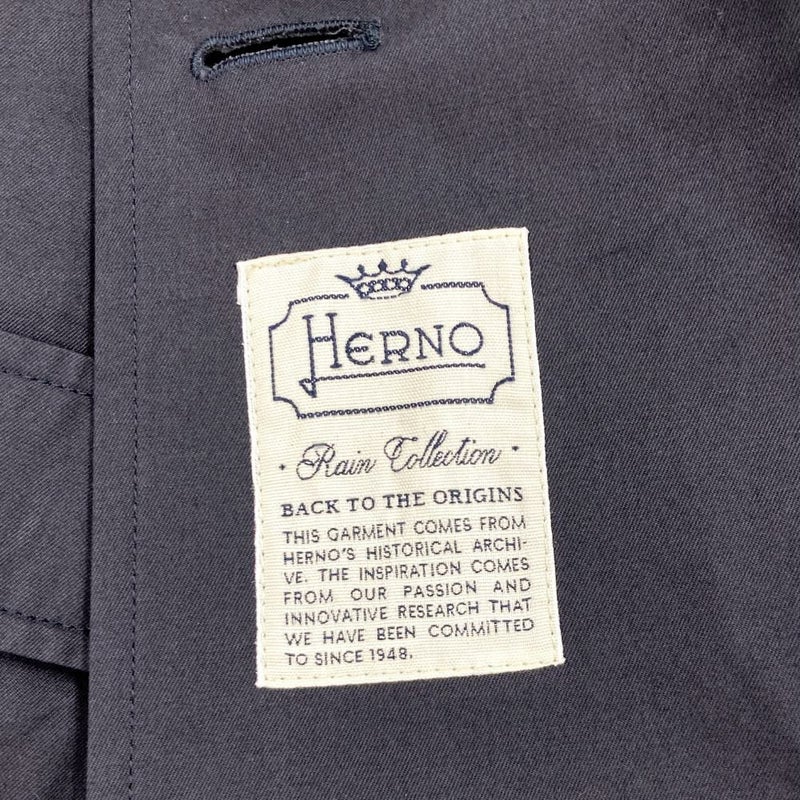 HERNO
· Rain Collection ·
BACK TO THE ORIGINS
THIS GARMENT COMES FROM
HERNO'S HISTORICAL ARCHI-
VE. THE INSPIRATION COMES
FROM OUR PASSION AND
INNOVATIVE RESEARCH THAT
WE HAVE BEEN COMMITTED
TO SINCE 1948.